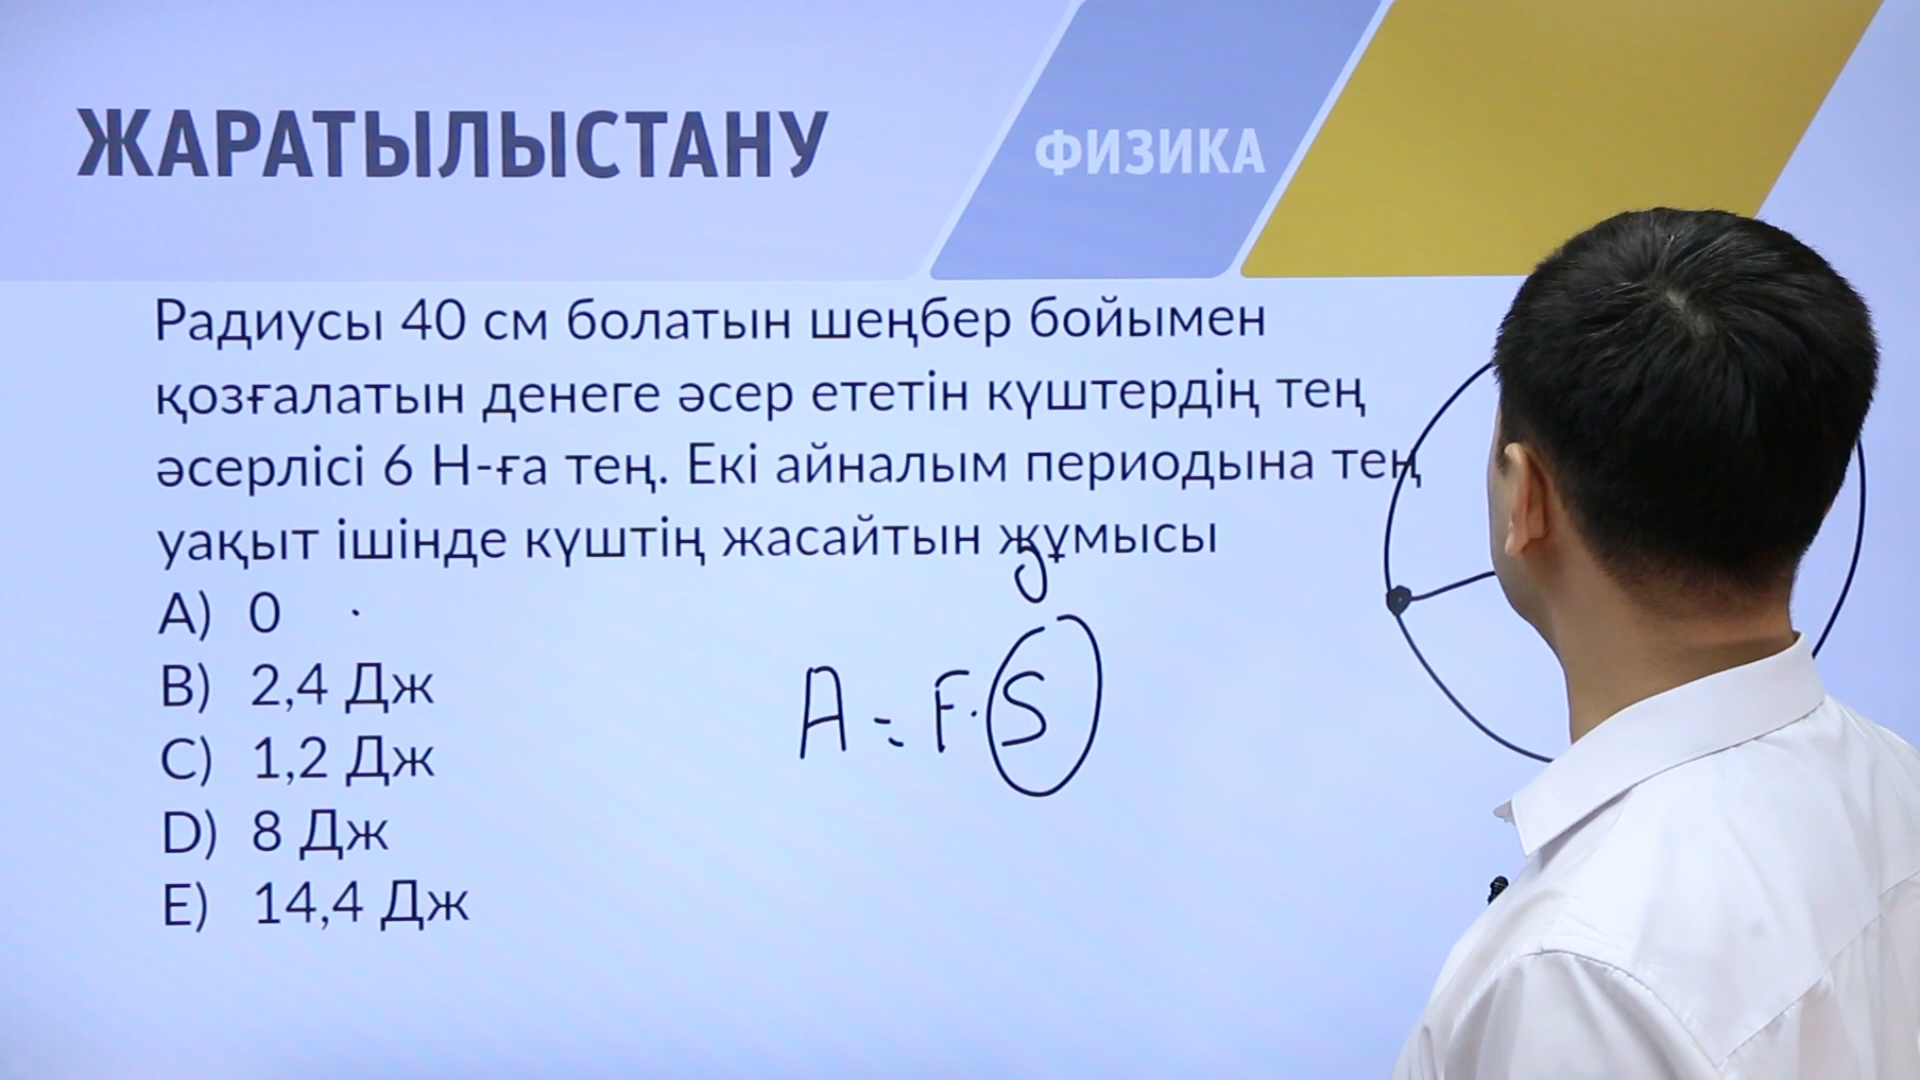 ЖАРАТЫЛЫСТАНУ
ФИЗИКА
Радиусы 40 см болатын шеңбер бойымен
қозғалатын денеге әсер ететін күштердің тең
әсерлісі 6 Н-ға тең. Екі айналым периодына тең
уақыт ішінде күштің жасайтын жұмысы
A) 0
B) 2,4 Дж
C) 1,2 Дж
D) 8 Дж
E) 14,4 Дж
0
A = F · S